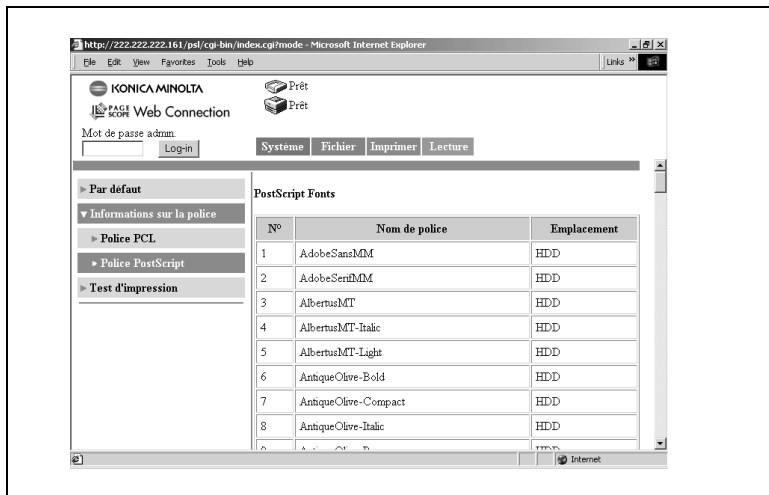 http://222.222.222.161/psl/cgi-bin/index.cgi?mode - Microsoft Internet Explorer
File Edit View Favorites Tools Help
Links »
KONICA MINOLTA
Prêt
PAGE SCOPE Web Connection
Prêt
Mot de passe admn.
Log-in
Système Fichier Imprimer Lecture
Par défaut
Informations sur la police
Police PCL
Police PostScript
Test d'impression
PostScript Fonts
Nº Nom de police Emplacement
1 AdobeSansMM HDD
2 AdobeSerifMM HDD
3 AlbertusMT HDD
4 AlbertusMT-Italic HDD
5 AlbertusMT-Light HDD
6 AntiqueOlive-Bold HDD
7 AntiqueOlive-Compact HDD
8 AntiqueOlive-Italic HDD
Internet